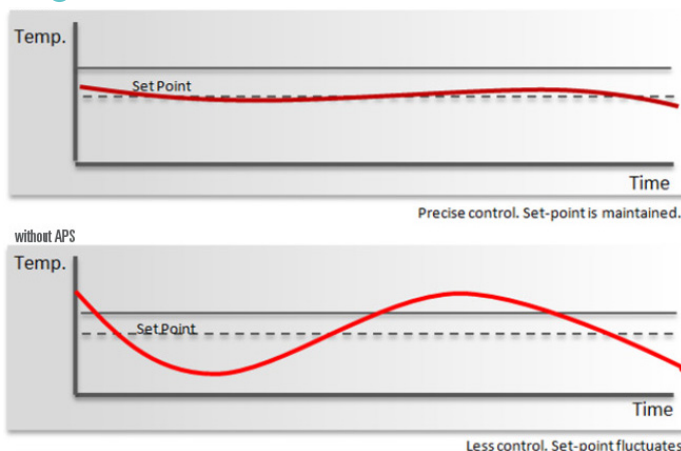 Temp.
Set Point
Time
Precise control. Set-point is maintained.
without APS
Temp.
Set Point
Time
Less control. Set-point fluctuates